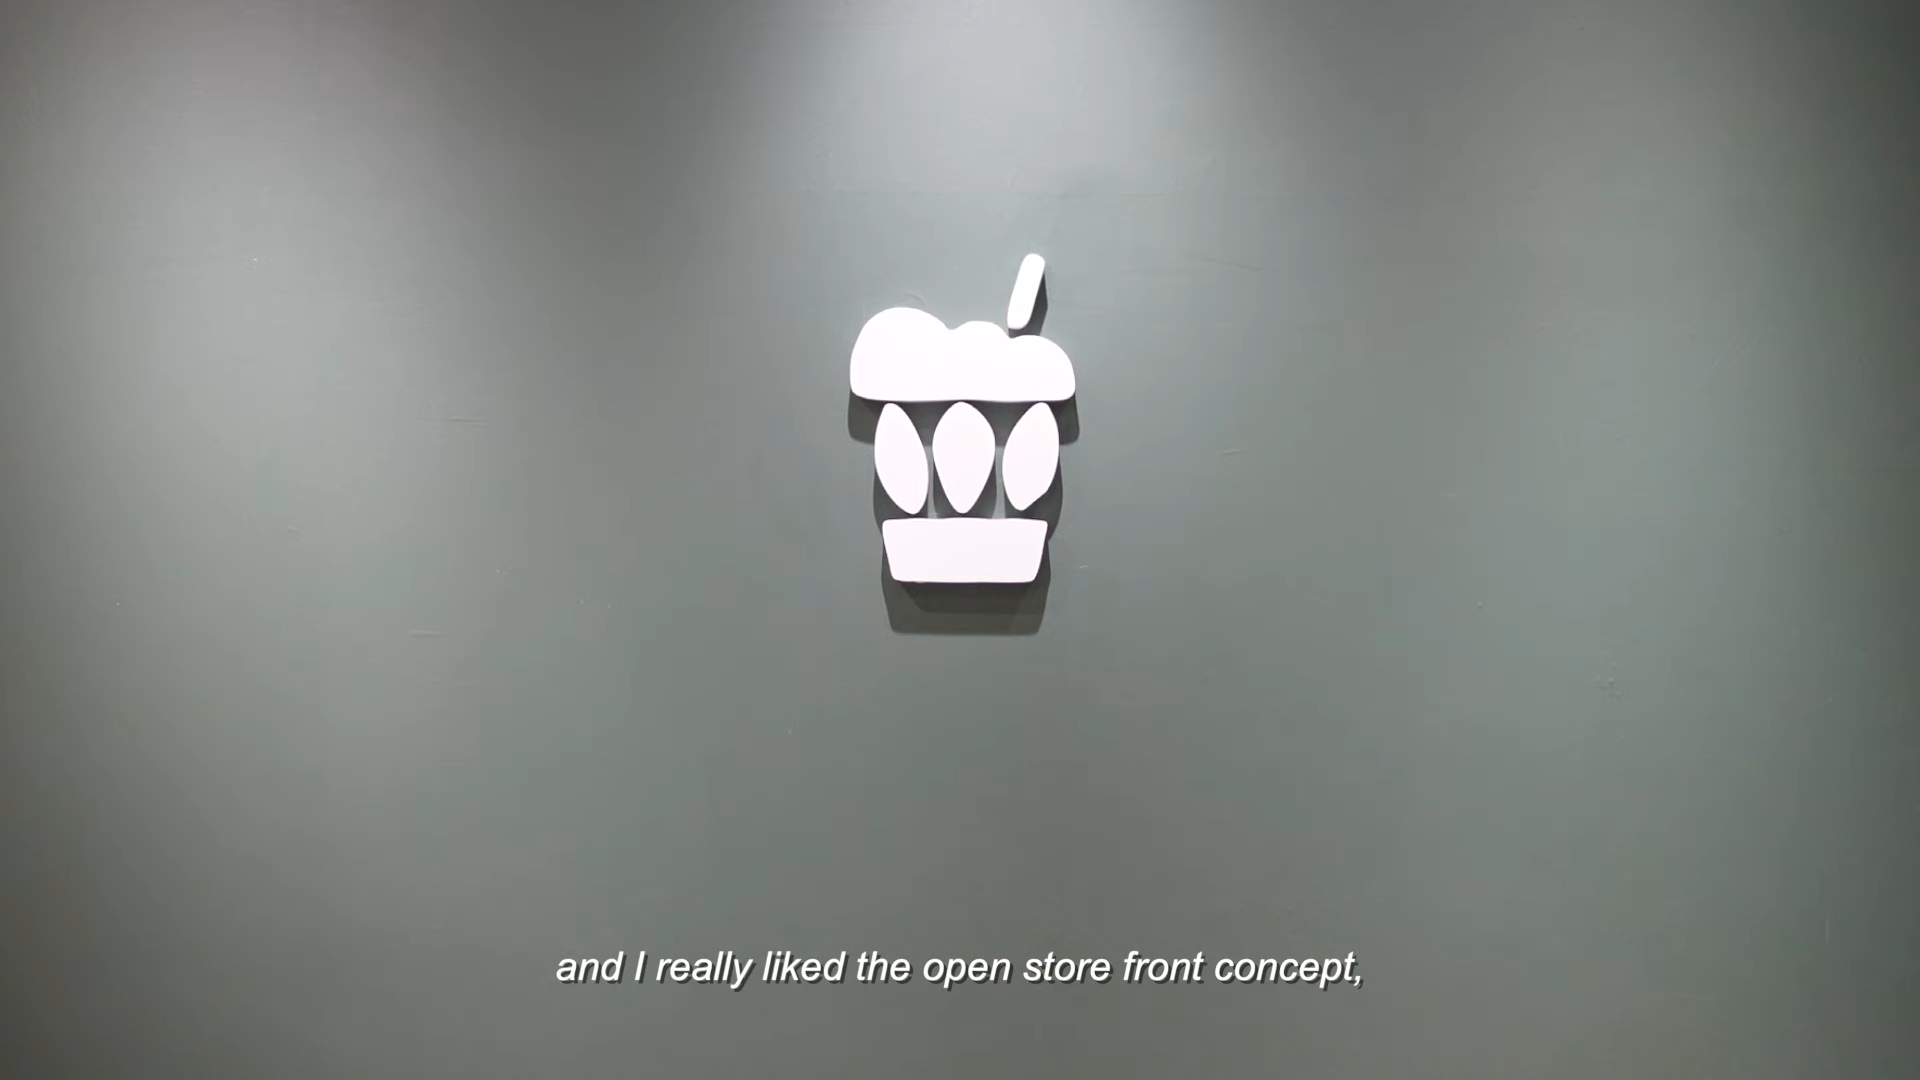 and I really liked the open store front concept,